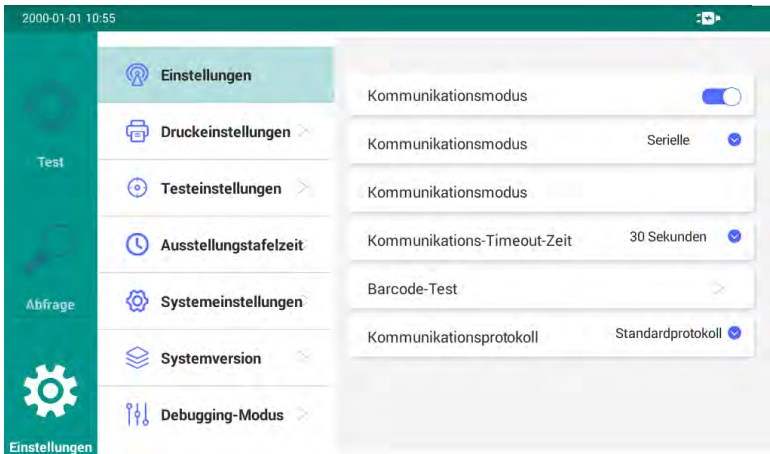 2000-01-01 10:55
Test
Abfrage
Einstellungen
Einstellungen
Druckeinstellungen
Testeinstellungen
Ausstellungstafelzeit
Systemeinstellungen
Systemversion
Debugging-Modus
Kommunikationsmodus
Kommunikationsmodus Serielle
Kommunikationsmodus
Kommunikations-Timeout-Zeit 30 Sekunden
Barcode-Test
Kommunikationsprotokoll Standardprotokoll